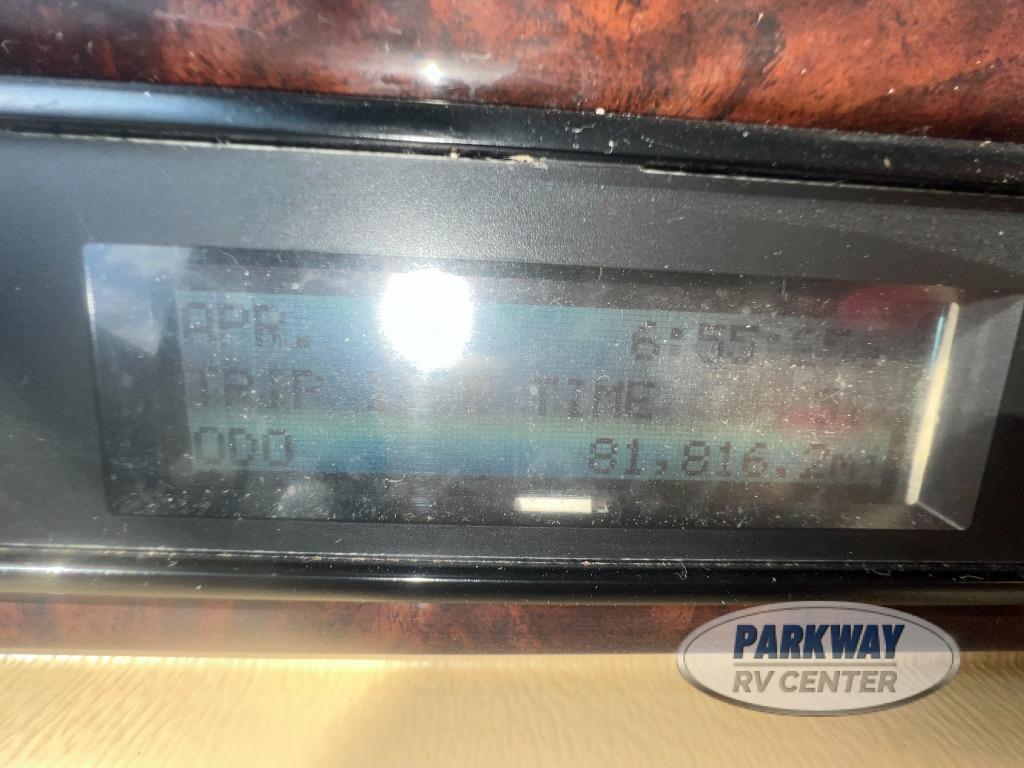 APR.
TRIP TIME
ODO 81,816.2mi
PARKWAY
RV CENTER